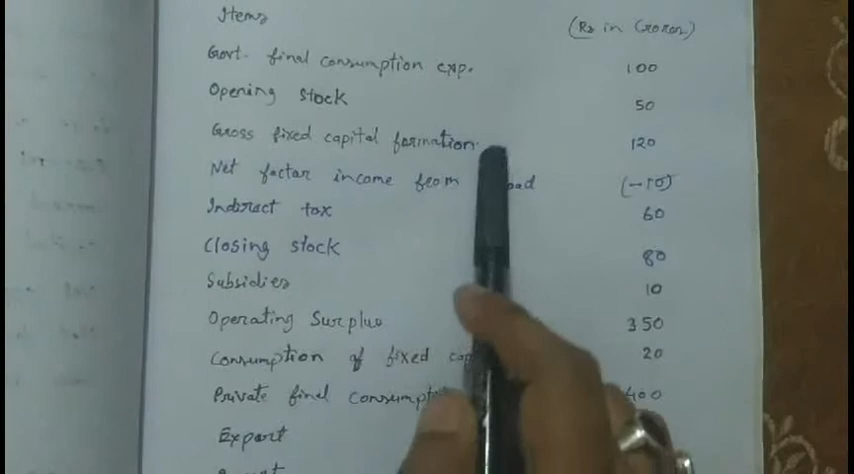 Items (Rs in Crores)
Govt. final consumption exp. 100
Opening stock 50
Gross fixed capital formation 120
Net factor income from (-10)
Indirect tax 60
Closing stock 80
Subsidies 10
Operating Surplus 350
Consumption of fixed 20
Private final 400
Export